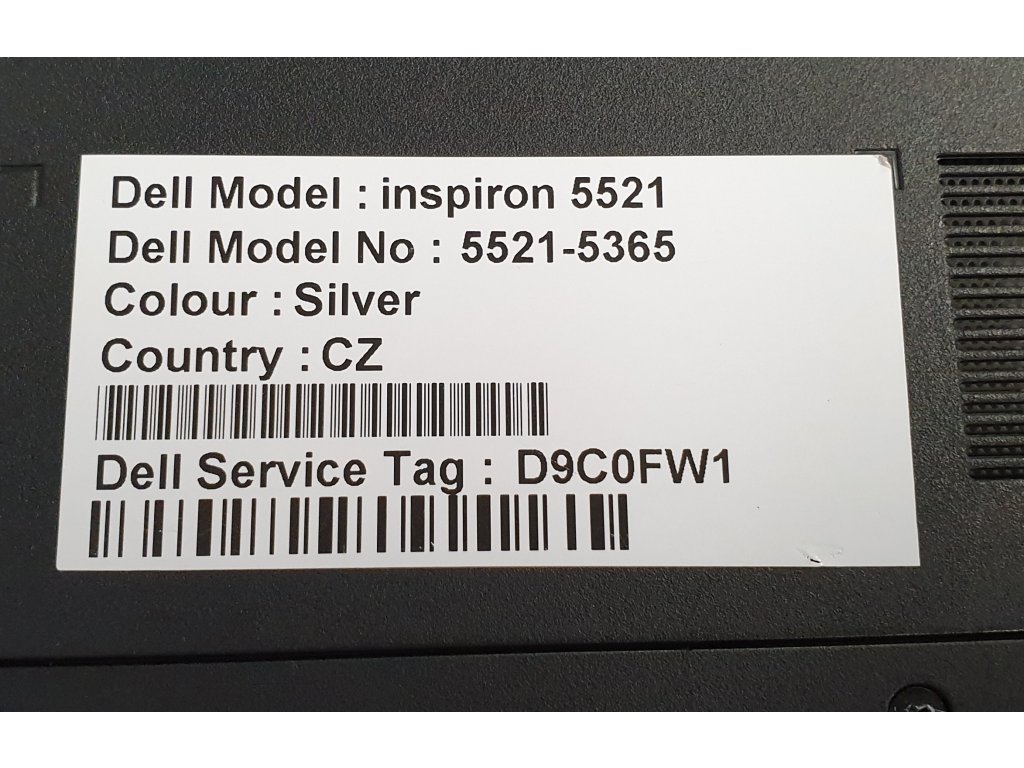 Dell Model : inspiron 5521
Dell Model No : 5521-5365
Colour : Silver
Country : CZ
Dell Service Tag : D9C0FW1